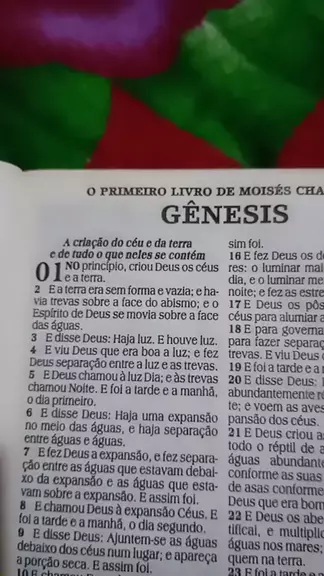 O PRIMEIRO LIVRO DE MOISÉS CHA
GÊNESIS
A criação do céu e da terra
e de tudo o que neles se contém
01 NO princípio, criou Deus os céus
e a terra.
2 E a terra era sem forma e vazia; e ha-
via trevas sobre a face do abismo; e o
Espírito de Deus se movia sobre a face
das águas.
3 E disse Deus: Haja luz. E houve luz.
4 E viu Deus que era boa a luz; e fez
Deus separação entre a luz e as trevas.
5 E Deus chamou à luz Dia; e às trevas
chamou Noite. E foi a tarde e a manhã,
o dia primeiro.
6 E disse Deus: Haja uma expansão
no meio das águas, e haja separação
entre águas e águas.
7 E fez Deus a expansão, e fez separa-
ção entre as águas que estavam debai-
xo da expansão e as águas que esta-
vam sobre a expansão. E assim foi.
8 E chamou Deus à expansão Céus. E
foi a tarde e a manhã, o dia segundo.
9 E disse Deus: Ajuntem-se as águas
debaixo dos céus num lugar; e apareça
a porção seca. E assim foi.
10 E chamou Deus
sim foi.
16 E fez Deus os d
res: o luminar mai
dia, e o luminar me
noite; e fez as estre
17 E Deus os pôs
céus para alumiar a
18 E para governa
para fazer separaç
trevas. E viu Deus
19 E foi a tarde e a m
20 E disse Deus:
abundantemente ré
te; e voem as aves
pansão dos céus.
21 E Deus criou as
todo o réptil de a
águas abundante
conforme as suas
de asas conforme
Deus que era bom
22 E Deus os abe
tificai, e multiplic
águas nos mares;
quem na terra.
23 E foi a tarde e a